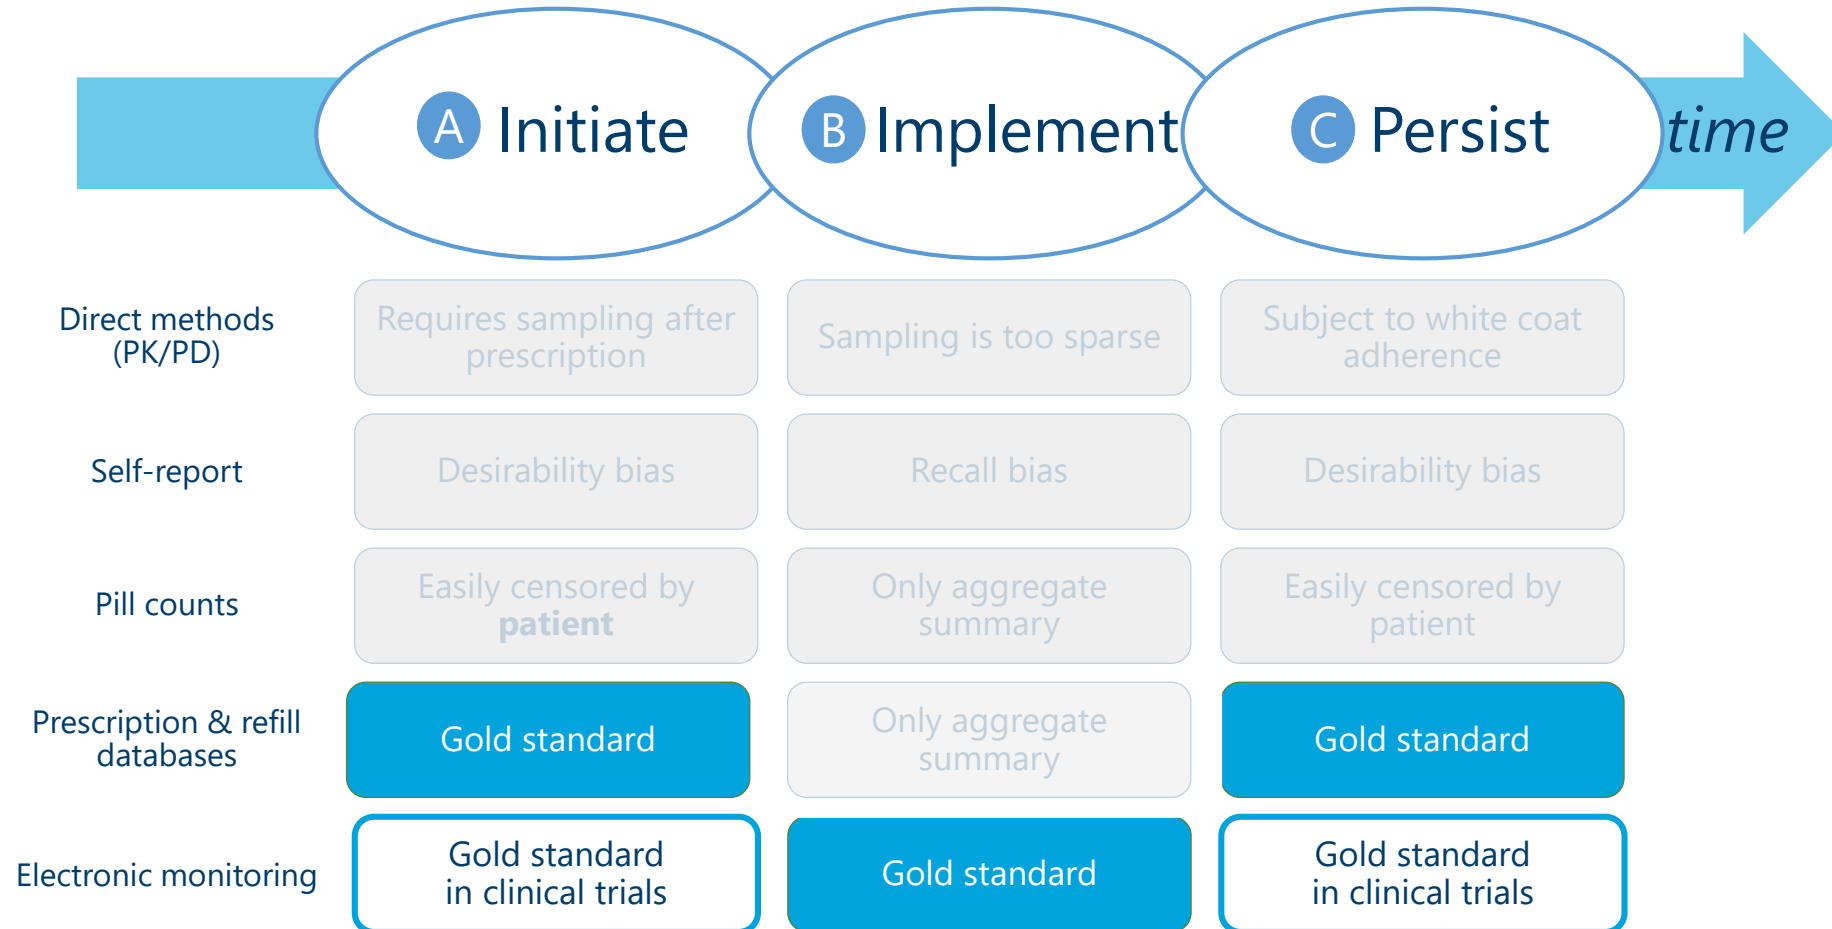 A Initiate
B Implement
C Persist
time
Direct methods
(PK/PD)
Requires sampling after
prescription
Sampling is too sparse
Subject to white coat
adherence
Self-report
Desirability bias
Recall bias
Desirability bias
Pill counts
Easily censored by
patient
Only aggregate
summary
Easily censored by
patient
Prescription & refill
databases
Gold standard
Only aggregate
summary
Gold standard
Electronic monitoring
Gold standard
in clinical trials
Gold standard
Gold standard
in clinical trials